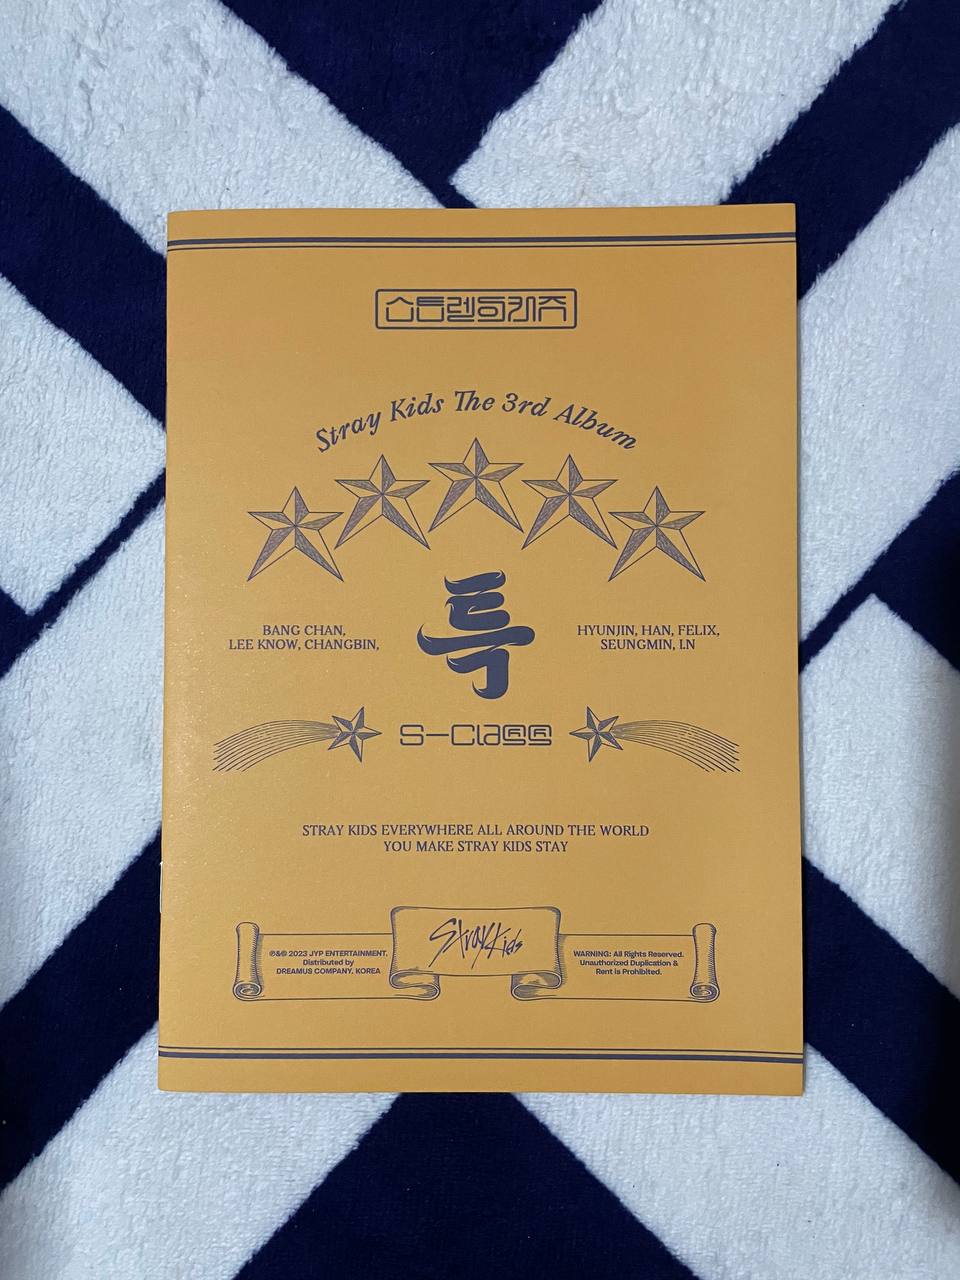 스트레이키즈
Stray Kids The 3rd Album
특
BANG CHAN,
LEE KNOW, CHANGBIN,
HYUNJIN, HAN, FELIX,
SEUNGMIN, I.N
S-Class
STRAY KIDS EVERYWHERE ALL AROUND THE WORLD
YOU MAKE STRAY KIDS STAY
Stray Kids
℗&© 2023 JYP ENTERTAINMENT.
Distributed by
DREAMUS COMPANY, KOREA
WARNING: All Rights Reserved.
Unauthorized Duplication &
Rent is Prohibited.